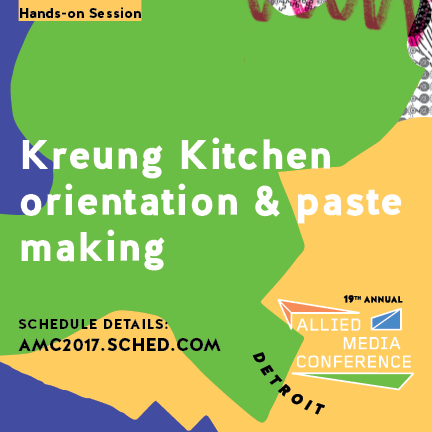 Hands-on Session
Kreung Kitchen
orientation & paste
making
SCHEDULE DETAILS:
AMC2017.SCHED.COM
19TH ANNUAL
ALLIED
MEDIA
CONFERENCE
DETROIT